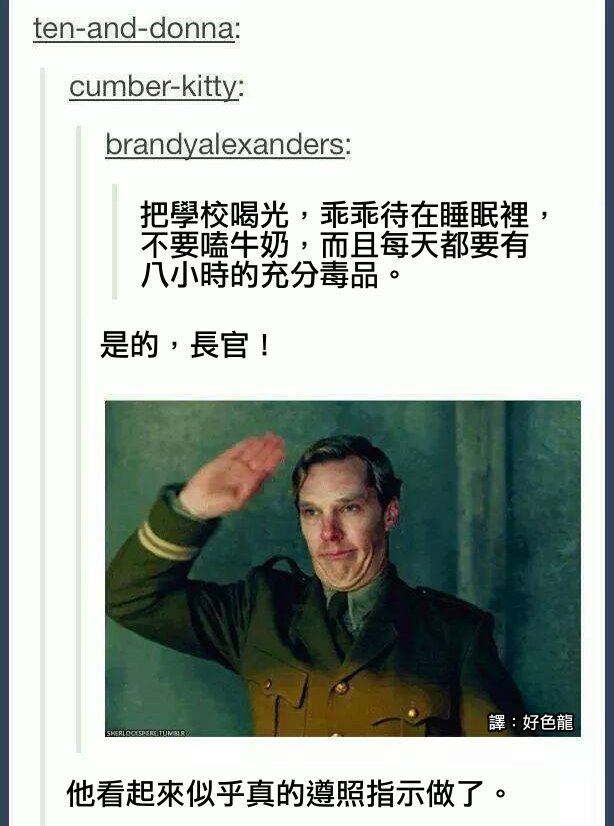 ten-and-donna:
cumber-kitty:
brandyalexanders:
把學校喝光，乖乖待在睡眠裡，
不要嗑牛奶，而且每天都要有
八小時的充分毒品。
是的，長官！
SHERLOCKSPEARE.TUMBLR
譯：好色龍
他看起來似乎真的遵照指示做了。